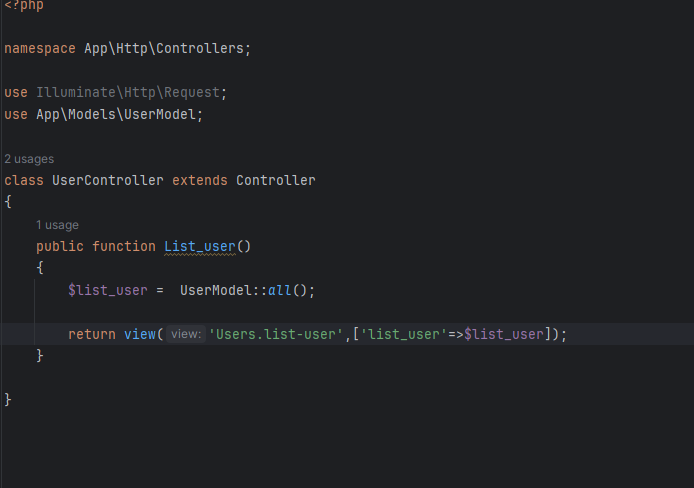 <?php
namespace App\Http\Controllers;
use Illuminate\Http\Request;
use App\Models\UserModel;
2 usages
class UserController extends Controller
{
1 usage
public function List_user()
{
$list_user =  UserModel::all();
return view( view: 'Users.list-user',['list_user'=>$list_user]);
}
}